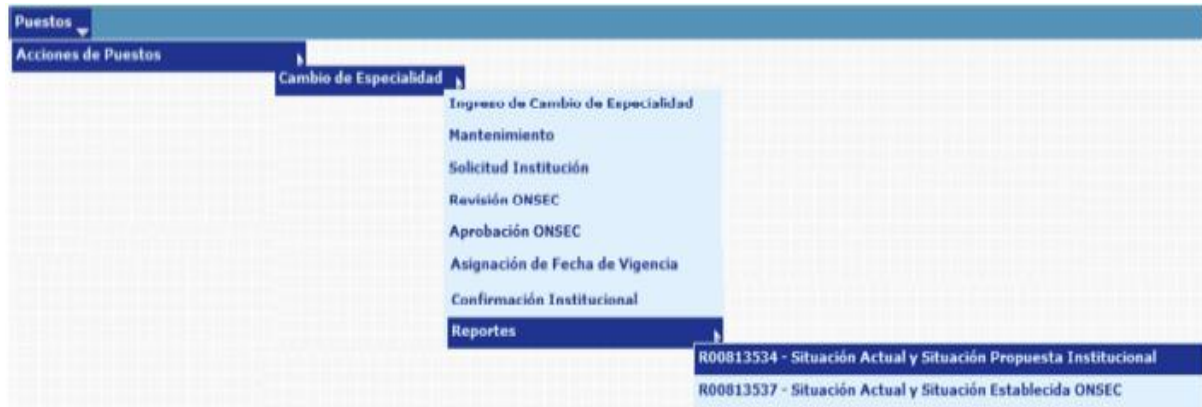 Puestos
Acciones de Puestos
Cambio de Especialidad
Ingreso de Cambio de Especialidad
Mantenimiento
Solicitud Institución
Revisión ONSEC
Aprobación ONSEC
Asignación de Fecha de Vigencia
Confirmación Institucional
Reportes
R00813534 - Situación Actual y Situación Propuesta Institucional
R00813537 - Situación Actual y Situación Establecida ONSEC